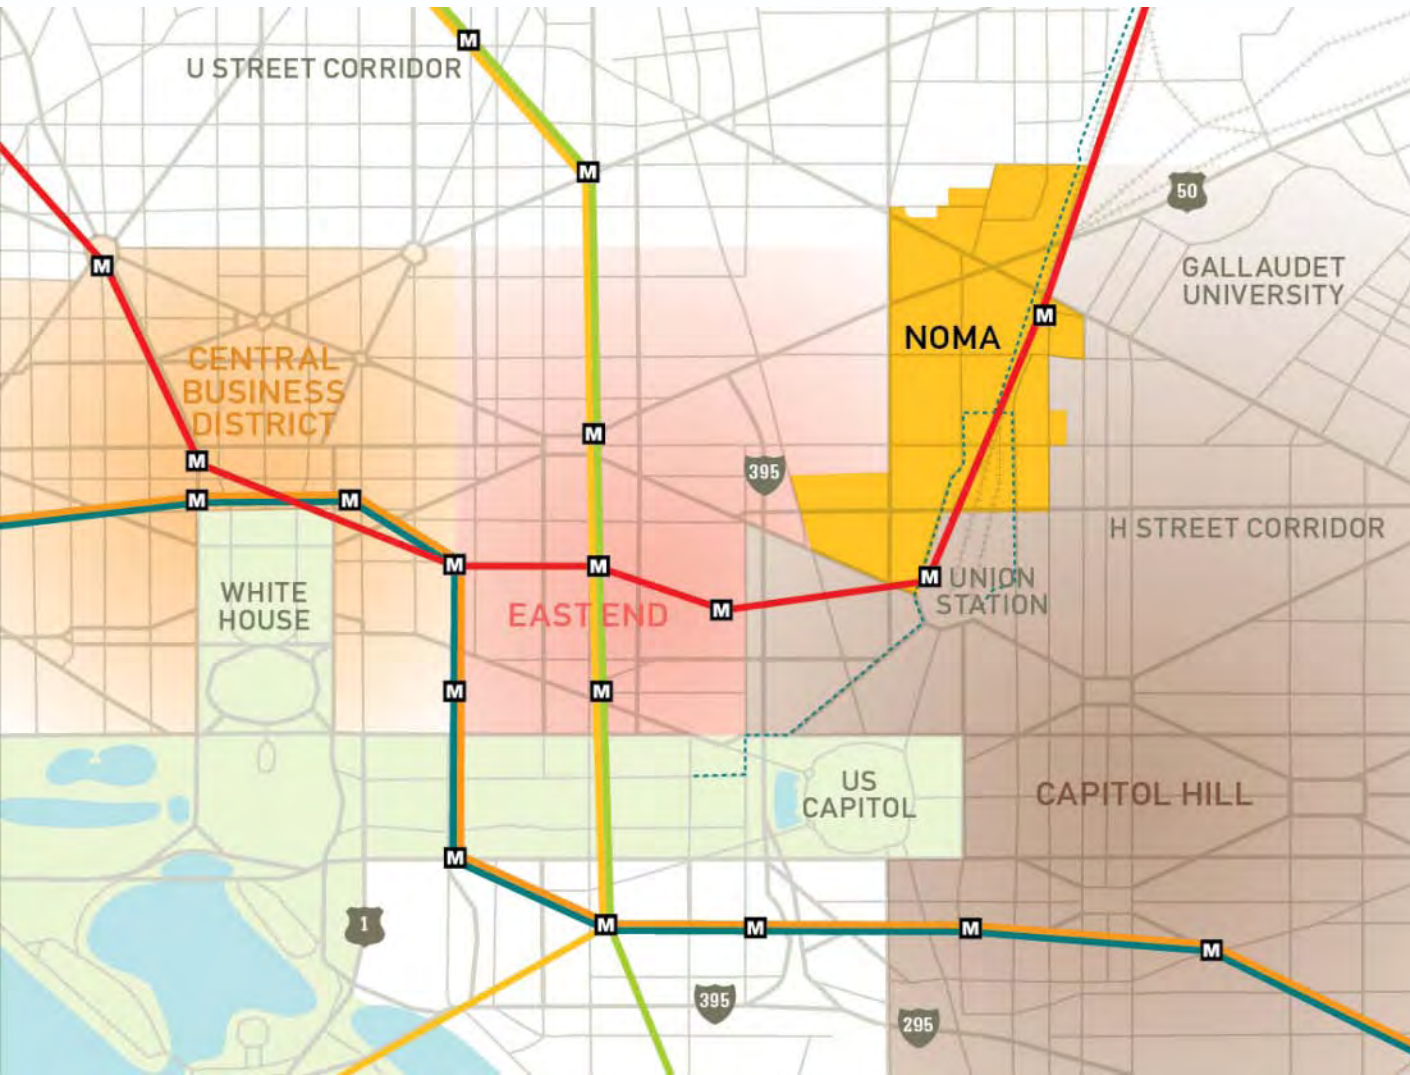 M
U STREET CORRIDOR
M
50
M
GALLAUDET
UNIVERSITY
M
NOMA
CENTRAL
BUSINESS
DISTRICT
M
M
395
M
M
H STREET CORRIDOR
M
M
M
UNION
STATION
WHITE
HOUSE
M
EAST END
M
M
US
CAPITOL
CAPITOL HILL
M
1
M
M
M
M
395
295